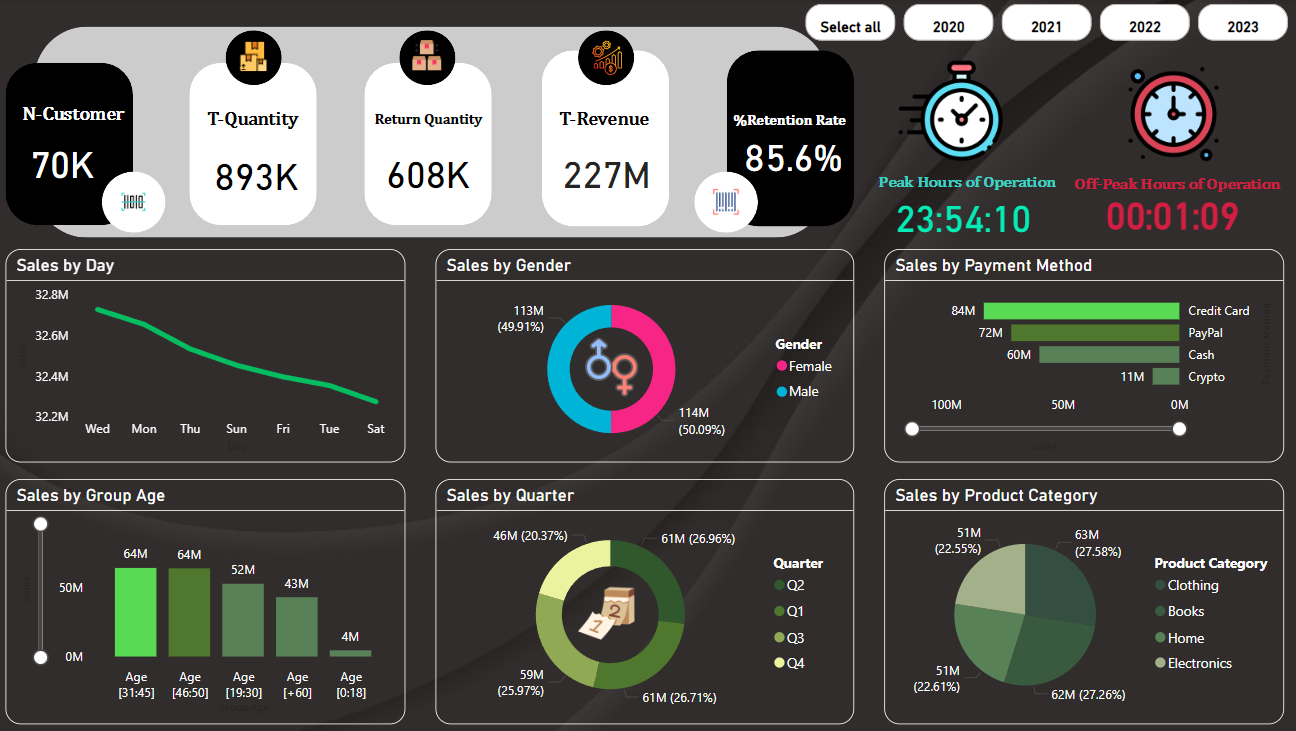 Select all
2020
2021
2022
2023
N-Customer
70K
T-Quantity
893K
Return Quantity
608K
T-Revenue
227M
%Retention Rate
85.6%
Peak Hours of Operation
23:54:10
Off-Peak Hours of Operation
00:01:09
Sales by Day
32.8M
32.6M
32.4M
32.2M
Wed Mon Thu Sun Fri Tue Sat
Day
Sales by Gender
113M
(49.91%)
114M
(50.09%)
Gender
Female
Male
Sales by Payment Method
84M Credit Card
72M PayPal
60M Cash
11M Crypto
100M 50M 0M
Payment Method
Sales by Group Age
50M
0M
64M
64M
52M
43M
4M
Age
[31:45]
Age
[46:50]
Age
[19:30]
Age
[+60]
Age
[0:18]
Group Age
Sales by Quarter
46M (20.37%)
61M (26.96%)
59M
(25.97%)
61M (26.71%)
2
1
Quarter
Q2
Q1
Q3
Q4
Sales by Product Category
51M
(22.55%)
63M
(27.58%)
51M
(22.61%)
62M (27.26%)
Product Category
Clothing
Books
Home
Electronics